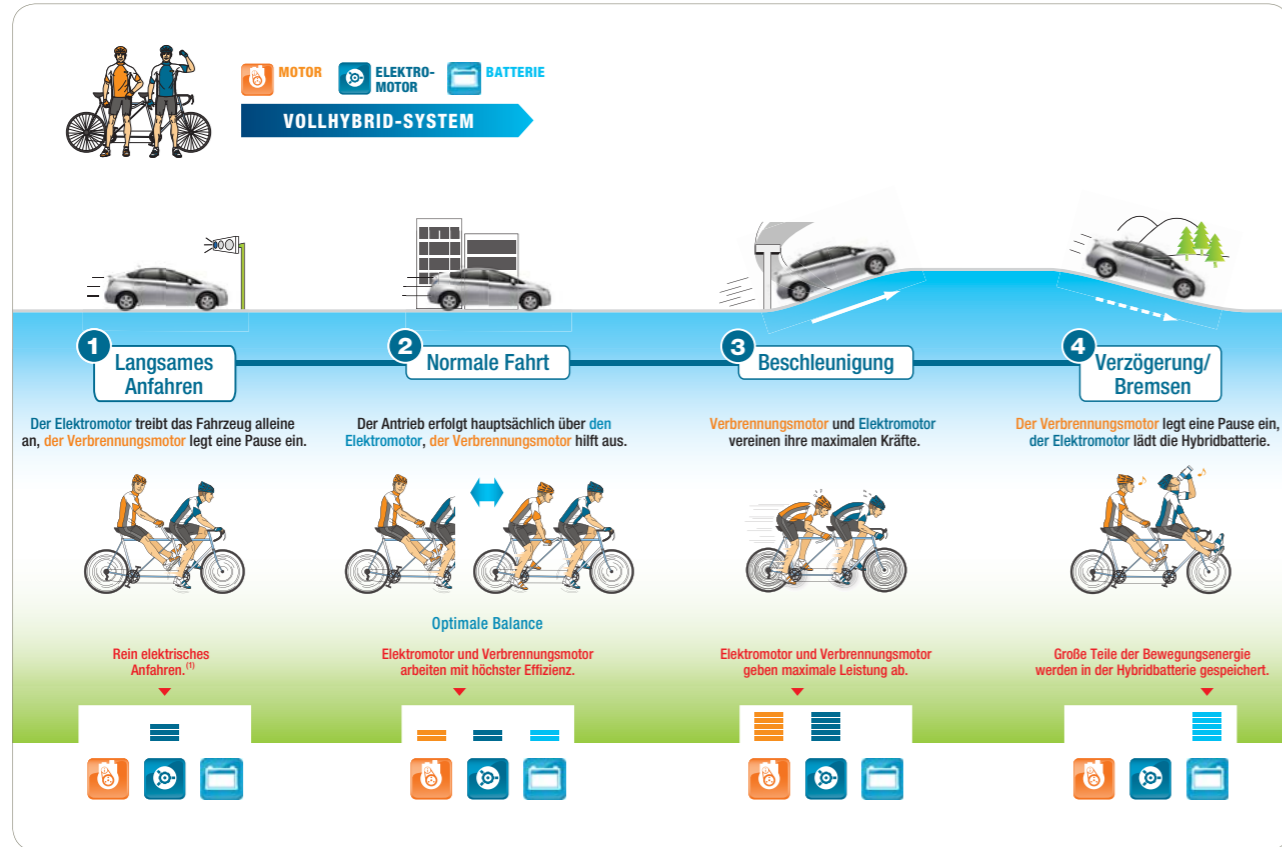 MOTOR
ELEKTRO-
MOTOR
BATTERIE
VOLLHYBRID-SYSTEM
1
Langsames
Anfahren
Der Elektromotor treibt das Fahrzeug alleine
an, der Verbrennungsmotor legt eine Pause ein.
Rein elektrisches
Anfahren. (1)
2
Normale Fahrt
Der Antrieb erfolgt hauptsächlich über den
Elektromotor, der Verbrennungsmotor hilft aus.
Optimale Balance
Elektromotor und Verbrennungsmotor
arbeiten mit höchster Effizienz.
3
Beschleunigung
Verbrennungsmotor und Elektromotor
vereinen ihre maximalen Kräfte.
Elektromotor und Verbrennungsmotor
geben maximale Leistung ab.
4
Verzögerung/
Bremsen
Der Verbrennungsmotor legt eine Pause ein,
der Elektromotor lädt die Hybridbatterie.
Große Teile der Bewegungsenergie
werden in der Hybridbatterie gespeichert.